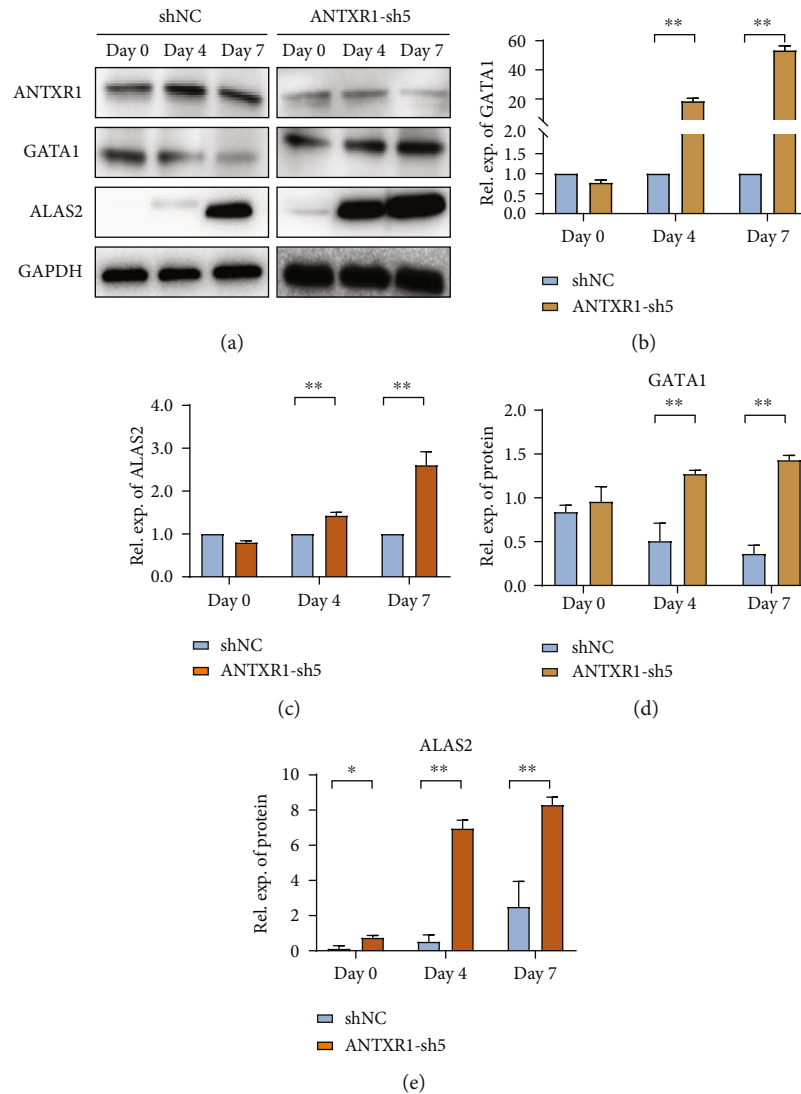 shNC ANTXR1-sh5
Day 0 Day 4 Day 7 Day 0 Day 4 Day 7
ANTXR1
GATA1
ALAS2
GAPDH
(a)
Rel. exp. of GATA1
60
40
20
2.0
1.5
1.0
0.5
0.0
** **
Day 0 Day 4 Day 7
shNC
ANTXR1-sh5
(b)
Rel. exp. of ALAS2
4.0
3.0
2.0
1.0
0.0
** **
Day 0 Day 4 Day 7
shNC
ANTXR1-sh5
(c)
GATA1
Rel. exp. of protein
2.0
1.5
1.0
0.5
0.0
** **
Day 0 Day 4 Day 7
shNC
ANTXR1-sh5
(d)
ALAS2
Rel. exp. of protein
10
8
6
4
2
0
* ** **
Day 0 Day 4 Day 7
shNC
ANTXR1-sh5
(e)